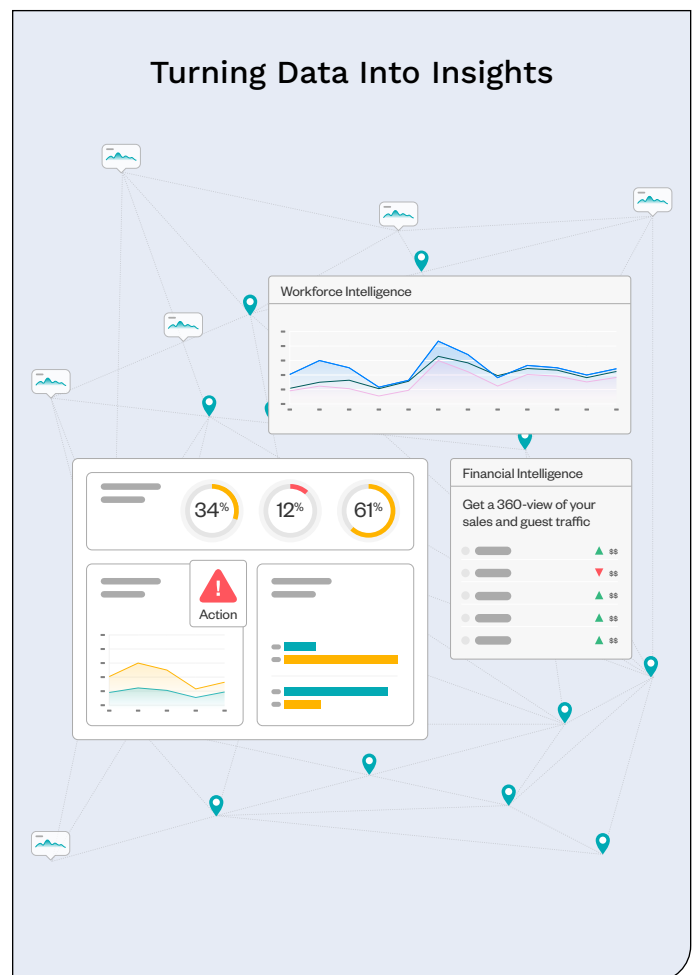 Turning Data Into Insights
Workforce Intelligence
34%
12%
61%
Action
!
Financial Intelligence
Get a 360-view of your
sales and guest traffic
$$
$$
$$
$$
$$